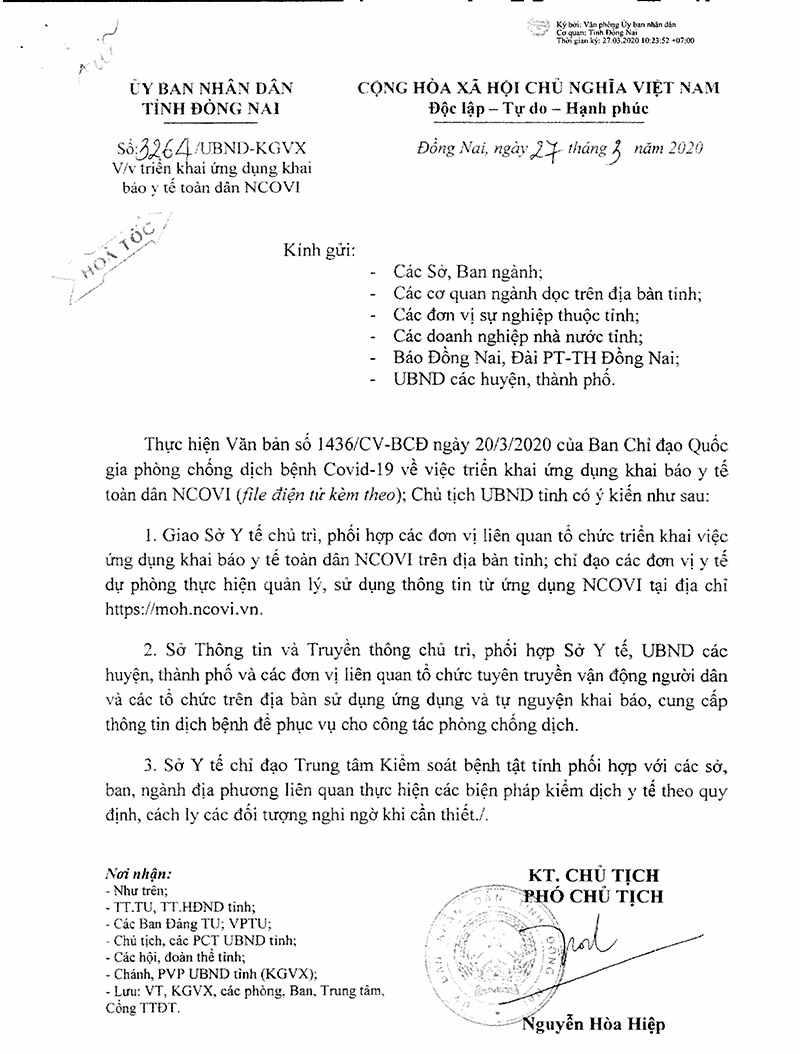 Ký bởi: Văn phòng Ủy ban nhân dân
Cơ quan: Tỉnh Đồng Nai
Thời gian ký: 27.03.2020 10:23:52 +07:00
ỦY BAN NHÂN DÂN
TỈNH ĐỒNG NAI
CỘNG HÒA XÃ HỘI CHỦ NGHĨA VIỆT NAM
Độc lập – Tự do – Hạnh phúc
Số:3264/UBND-KGVX
V/v triển khai ứng dụng khai
báo y tế toàn dân NCOVI
Đồng Nai, ngày 27 tháng 3 năm 2020
HOẢ TỐC
Kính gửi:
- Các Sở, Ban ngành;
- Các cơ quan ngành dọc trên địa bàn tỉnh;
- Các đơn vị sự nghiệp thuộc tỉnh;
- Các doanh nghiệp nhà nước tỉnh;
- Báo Đồng Nai, Đài PT-TH Đồng Nai;
- UBND các huyện, thành phố.
Thực hiện Văn bản số 1436/CV-BCĐ ngày 20/3/2020 của Ban Chỉ đạo Quốc
gia phòng chống dịch bệnh Covid-19 về việc triển khai ứng dụng khai báo y tế
toàn dân NCOVI (file điện tử kèm theo); Chủ tịch UBND tỉnh có ý kiến như sau:
1. Giao Sở Y tế chủ trì, phối hợp các đơn vị liên quan tổ chức triển khai việc
ứng dụng khai báo y tế toàn dân NCOVI trên địa bàn tỉnh; chỉ đạo các đơn vị y tế
dự phòng thực hiện quản lý, sử dụng thông tin từ ứng dụng NCOVI tại địa chỉ
https://moh.ncovi.vn.
2. Sở Thông tin và Truyền thông chủ trì, phối hợp Sở Y tế, UBND các
huyện, thành phố và các đơn vị liên quan tổ chức tuyên truyền vận động người dân
và các tổ chức trên địa bàn sử dụng ứng dụng và tự nguyện khai báo, cung cấp
thông tin dịch bệnh để phục vụ cho công tác phòng chống dịch.
3. Sở Y tế chỉ đạo Trung tâm Kiểm soát bệnh tật tỉnh phối hợp với các sở,
ban, ngành địa phương liên quan thực hiện các biện pháp kiểm dịch y tế theo quy
định, cách ly các đối tượng nghi ngờ khi cần thiết./.
Nơi nhận:
- Như trên;
- TT.TU, TT.HĐND tỉnh;
- Các Ban Đảng TU; VPTU;
- Chủ tịch, các PCT UBND tỉnh;
- Các hội, đoàn thể tỉnh;
- Chánh, PVP UBND tỉnh (KGVX);
- Lưu: VT, KGVX, các phòng, Ban, Trung tâm,
Cổng TTĐT.
KT. CHỦ TỊCH
PHÓ CHỦ TỊCH
ỦY BAN NHÂN DÂN TỈNH ĐỒNG NAI
Nguyễn Hòa Hiệp